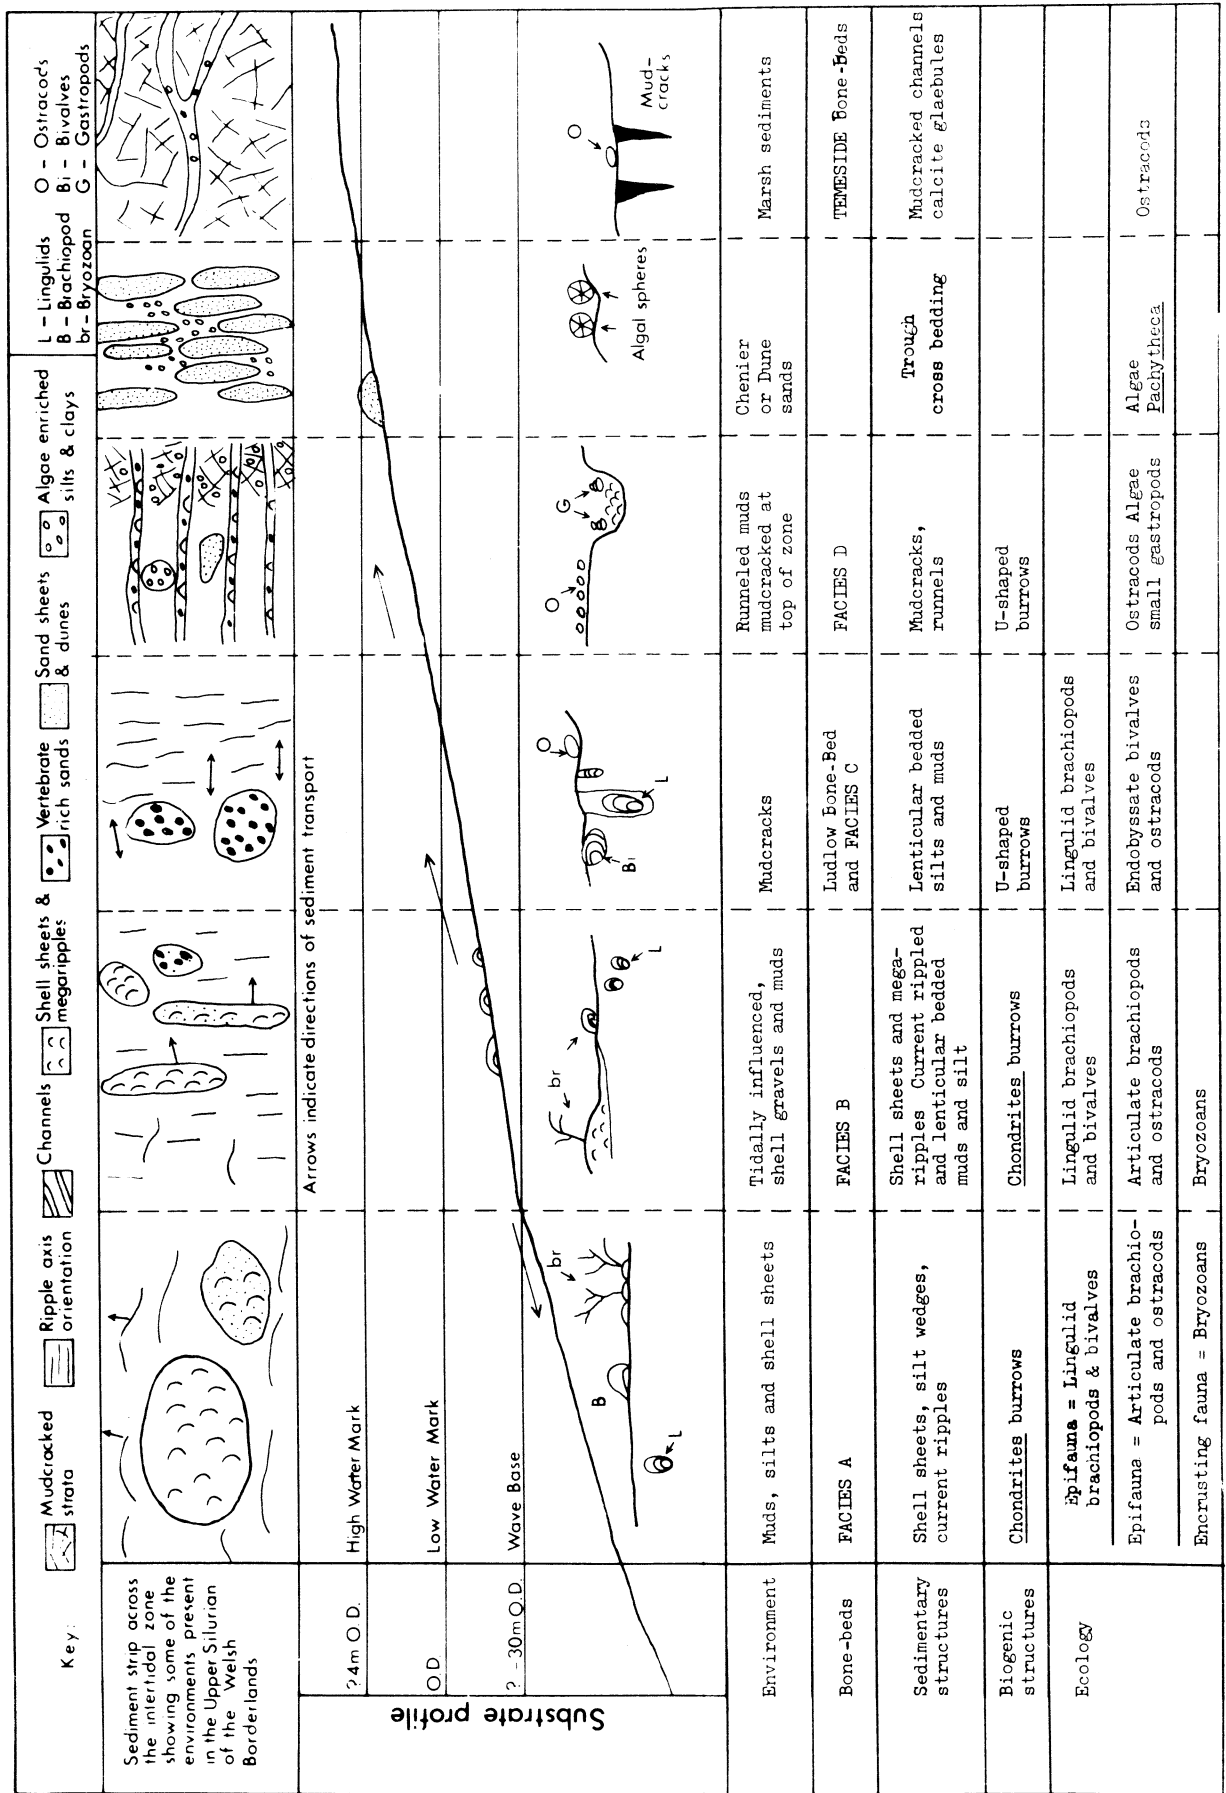 Key:
Mudcracked
strata
Ripple axis
orientation
Channels
Shell sheets &
megaripples
Vertebrate
rich sands
Sand sheets
& dunes
Algae enriched
silts & clays
L – Lingulids
B – Brachiopod
br – Bryozoan
O – Ostracods
Bi – Bivalves
G – Gastropods
Sediment strip across
the intertidal zone
showing some of the
environments present
in the Upper Silurian
of the Welsh
Borderlands
Substrate profile
Arrows indicate directions of sediment transport
? 4m O.D.
High Water Mark
O.D
Low Water Mark
? - 30m O.D.
Wave Base
L
B
br
br
L
Bi
L
O
O
G
Algal spheres
O
Mud-
cracks
Environment
Muds, silts and shell sheets
Tidally influenced,
shell gravels and muds
Mudcracks
Runneled muds
mudcracked at
top of zone
Chenier
or Dune
sands
Marsh sediments
Bone-beds
FACIES A
FACIES B
Ludlow Bone-Bed
and FACIES C
FACIES D
TEMESIDE Bone-Beds
Sedimentary
structures
Shell sheets, silt wedges,
current ripples
Shell sheets and mega-
ripples Current rippled
and lenticular bedded
muds and silt
Lenticular bedded
silts and muds
Mudcracks,
runnels
Trough
cross bedding
Mudcracked channels
calcite glaebules
Biogenic
structures
Chondrites burrows
Chondrites burrows
U-shaped
burrows
U-shaped
burrows
Ecology
Epifauna = Lingulid
brachiopods & bivalves
Lingulid brachiopods
and bivalves
Lingulid brachiopods
and bivalves
Epifauna = Articulate brachio-
pods and ostracods
Articulate brachiopods
and ostracods
Endobyssate bivalves
and ostracods
Ostracods Algae
small gastropods
Algae
Pachytheca
Ostracods
Encrusting fauna = Bryozoans
Bryozoans